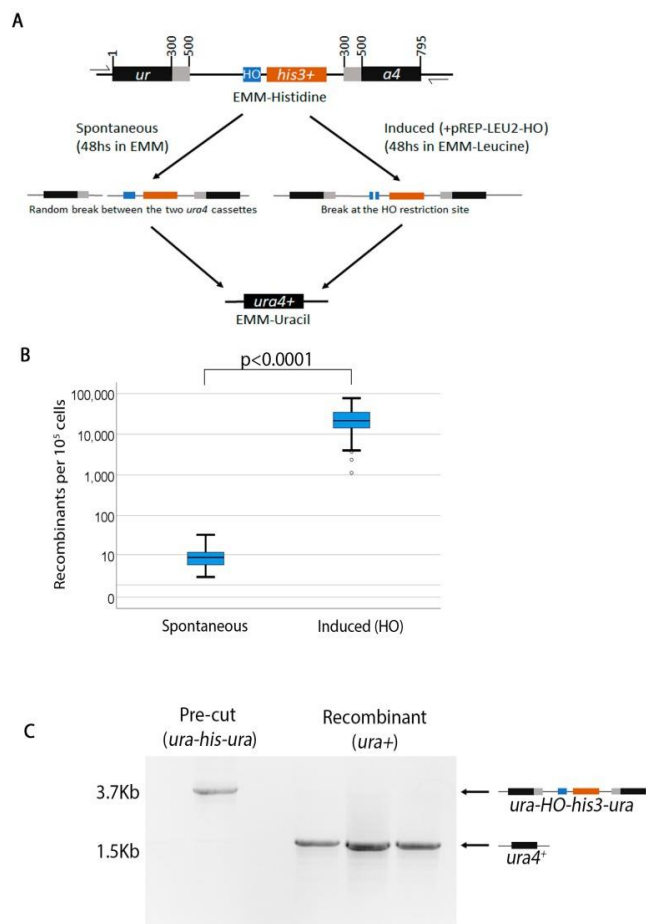 A
1
300
500
300
500
795
ur
HO
his3+
a4
EMM-Histidine
Spontaneous
(48hs in EMM)
Induced (+pREP-LEU2-HO)
(48hs in EMM-Leucine)
Random break between the two ura4 cassettes
Break at the HO restriction site
ura4+
EMM-Uracil
B
p<0.0001
Recombinants per 10⁵ cells
100,000
10,000
1,000
100
10
0
Spontaneous
Induced (HO)
C
Pre-cut
(ura-his-ura)
Recombinant
(ura+)
3.7Kb
ura-HO-his3-ura
1.5Kb
ura4⁺